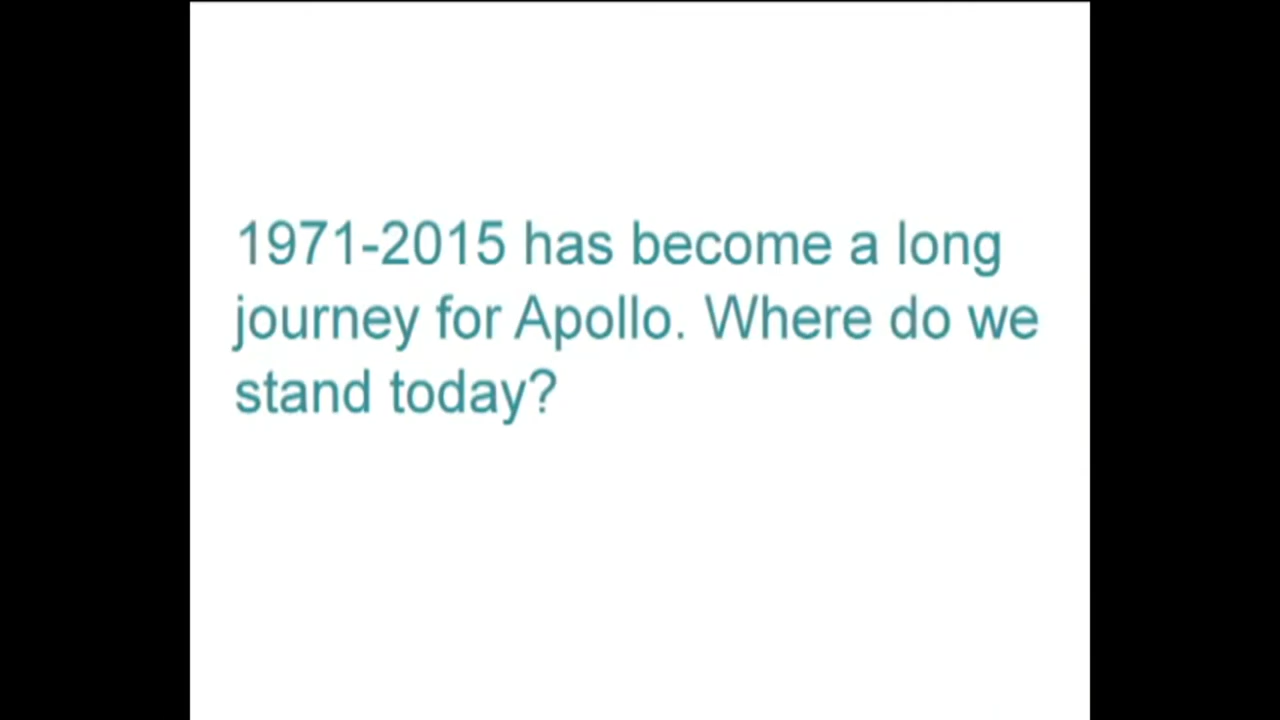 1971-2015 has become a long
journey for Apollo. Where do we
stand today?